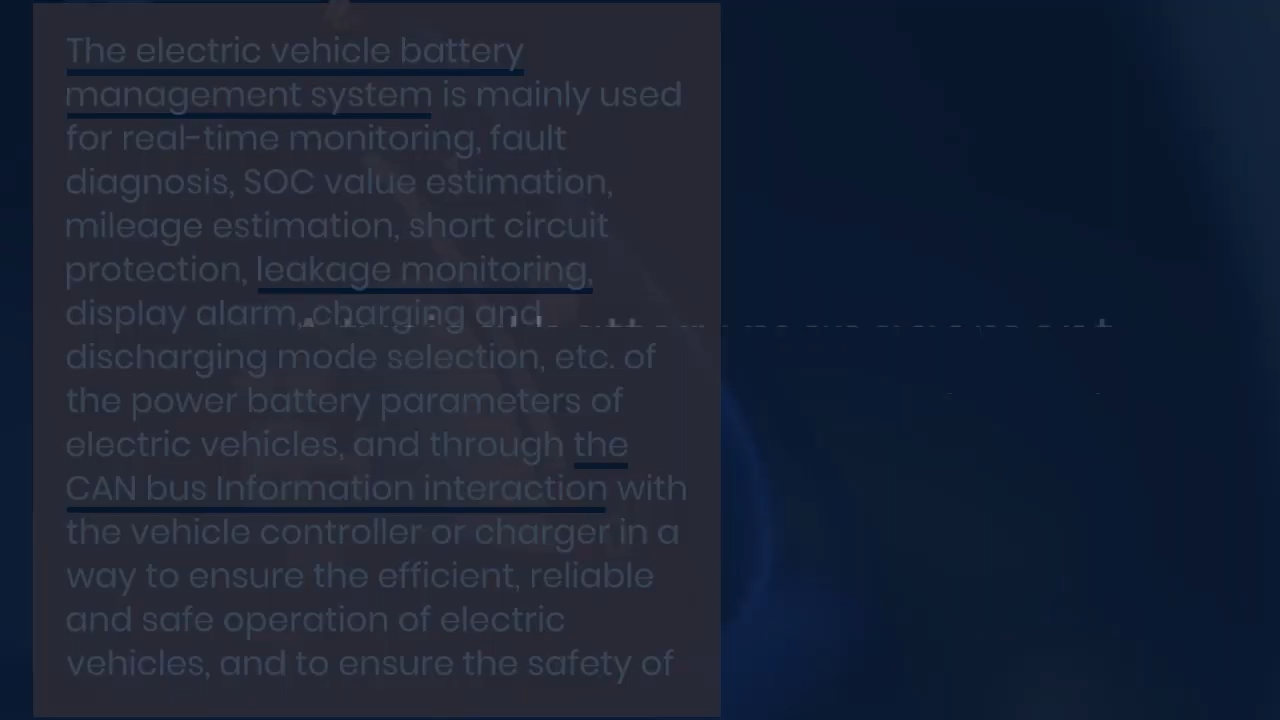 The electric vehicle battery
management system is mainly used
for real-time monitoring, fault
diagnosis, SOC value estimation,
mileage estimation, short circuit
protection, leakage monitoring,
display alarm, charging and
discharging mode selection, etc. of
the power battery parameters of
electric vehicles, and through the
CAN bus Information interaction with
the vehicle controller or charger in a
way to ensure the efficient, reliable
and safe operation of electric
vehicles, and to ensure the safety of